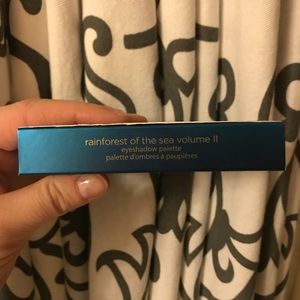 rainforest of the sea volume II
eyeshadow palette
palette d'ombres à paupières